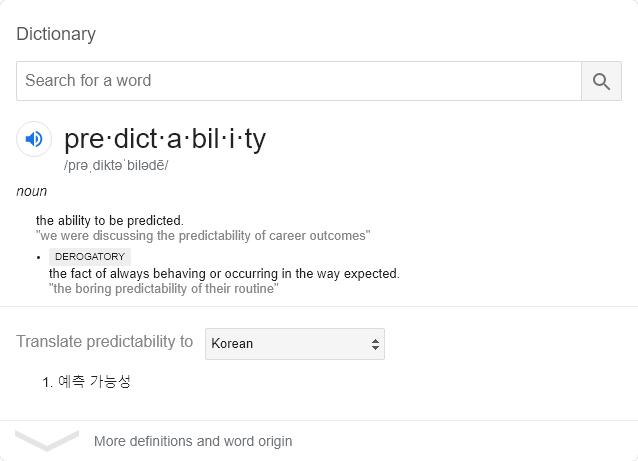 Dictionary
Search for a word
pre·dict·a·bil·i·ty
/prəˌdiktəˈbilədē/
noun
the ability to be predicted.
"we were discussing the predictability of career outcomes"
• DEROGATORY
the fact of always behaving or occurring in the way expected.
"the boring predictability of their routine"
Translate predictability to Korean
1. 예측 가능성
More definitions and word origin